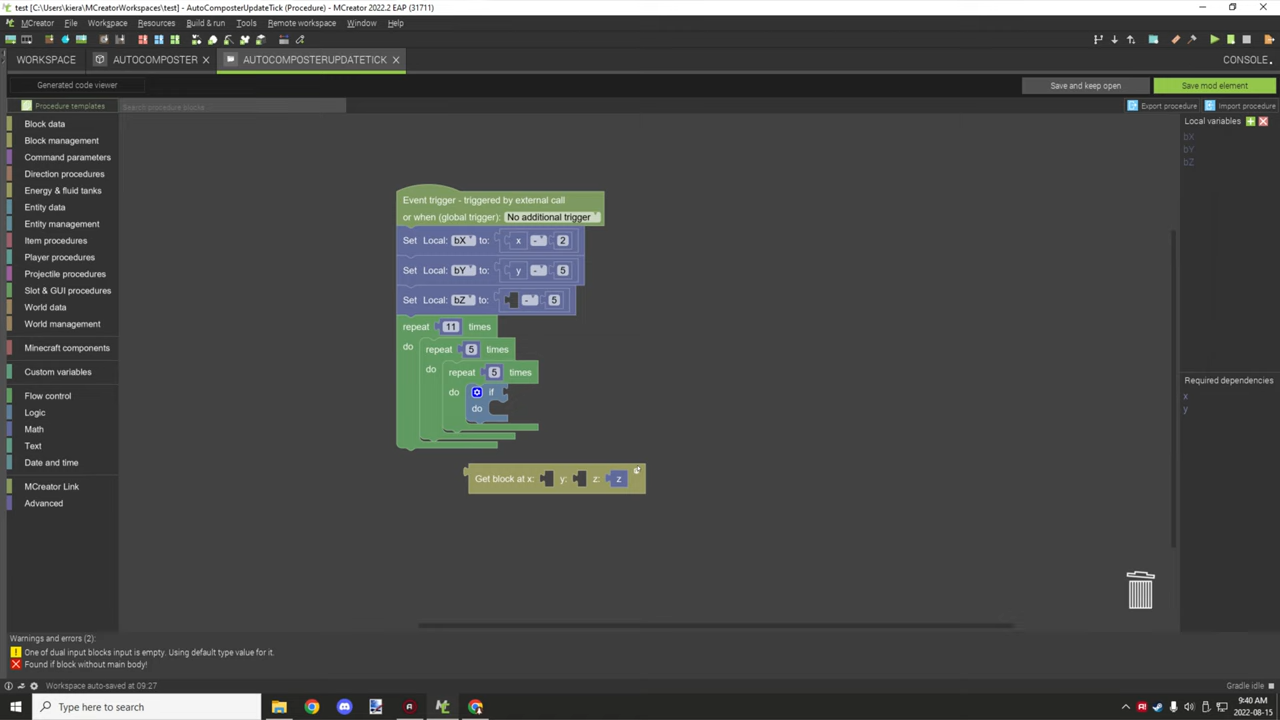 test [C:\Users\kiera\MCreatorWorkspaces\test] - AutoComposterUpdateTick (Procedure) - MCreator 2022.2 EAP (31711)
MCreator File Workspace Resources Build & run Tools Remote workspace Window Help
WORKSPACE AUTOCOMPOSTER AUTOCOMPOSTERUPDATETICK CONSOLE
Generated code viewer Save and keep open Save mod element
Procedure templates Search procedure blocks Export procedure Import procedure
Block data
Block management
Command parameters
Direction procedures
Energy & fluid tanks
Entity data
Entity management
Item procedures
Player procedures
Projectile procedures
Slot & GUI procedures
World data
World management
Minecraft components
Custom variables
Flow control
Logic
Math
Text
Date and time
MCreator Link
Advanced
Event trigger - triggered by external call
or when (global trigger): No additional trigger
Set Local: bX to: x - 2
Set Local: bY to: y - 5
Set Local: bZ to: - 5
repeat 11 times
do repeat 5 times
do repeat 5 times
do if
do
Get block at x: y: z: z
Local variables
bX
bY
bZ
Required dependencies
x
y
Warnings and errors (2):
One of dual input blocks input is empty. Using default type value for it.
Found if block without main body!
Workspace auto-saved at 09:27 Gradle idle
Type here to search
9:40 AM
2022-08-15